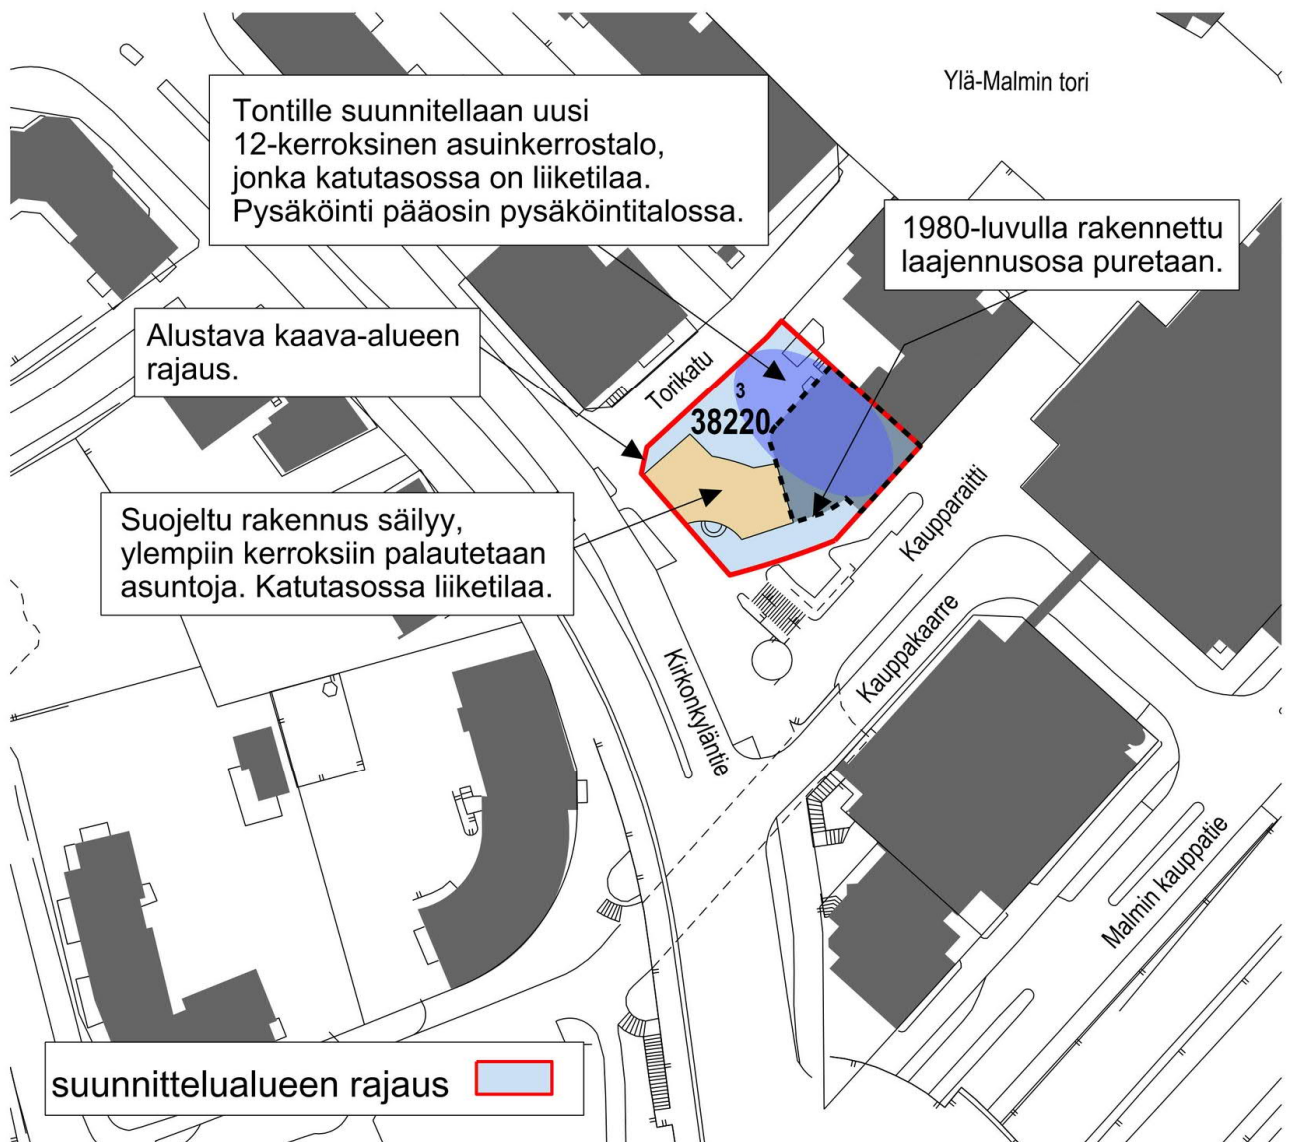 Ylä-Malmin tori
Tontille suunnitellaan uusi
12-kerroksinen asuinkerrostalo,
jonka katutasossa on liiketilaa.
Pysäköinti pääosin pysäköintitalossa.
1980-luvulla rakennettu
laajennusosa puretaan.
Alustava kaava-alueen
rajaus.
Torikatu
3
38220
Suojeltu rakennus säilyy,
ylempiin kerroksiin palautetaan
asuntoja. Katutasossa liiketilaa.
Kaupparaitti
Kauppakaarre
Kirkonkyläntie
Malmin kauppatie
suunnittelualueen rajaus